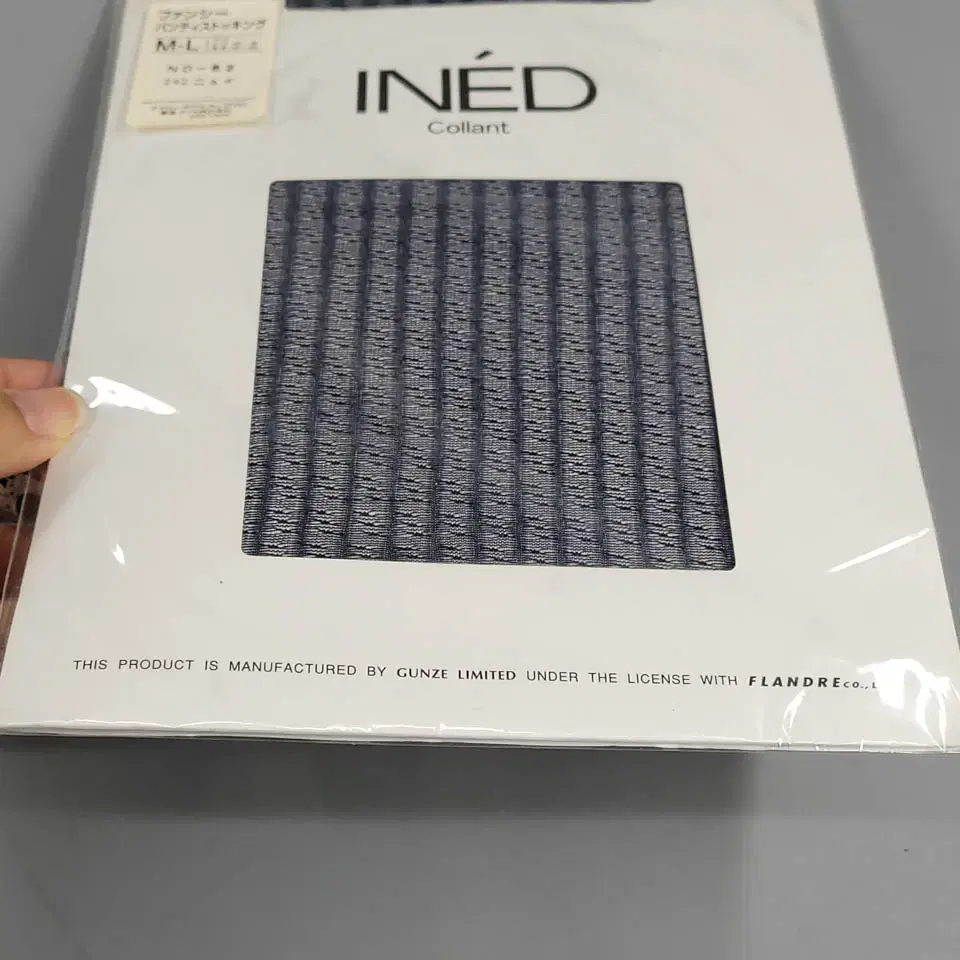 ファンシー
パンティストッキング
M-L
INÉD
Collant
THIS PRODUCT IS MANUFACTURED BY GUNZE LIMITED UNDER THE LICENSE WITH FLANDRE CO.,